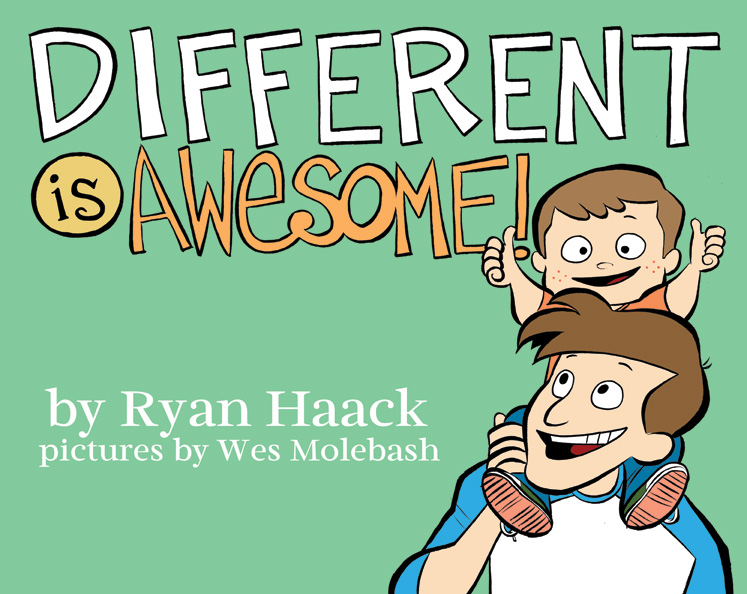 DIFFERENT
is AWeSOME!
by Ryan Haack
pictures by Wes Molebash